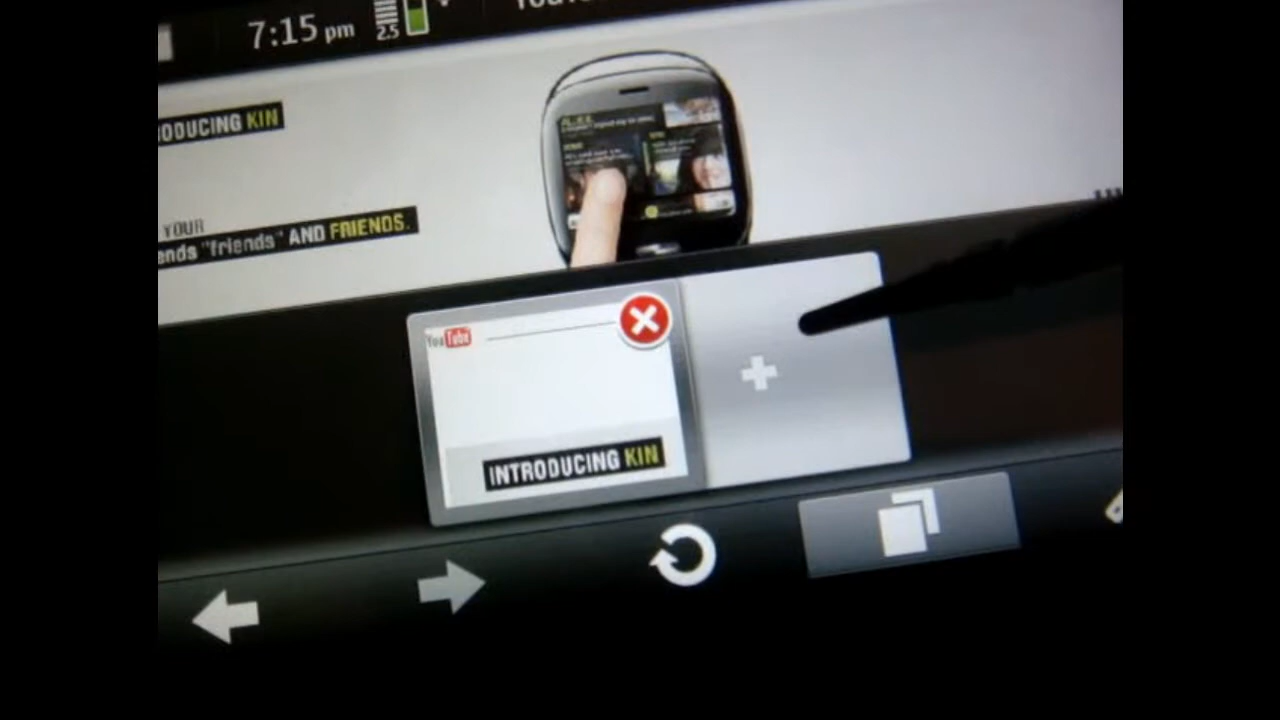 7:15 pm
2.5
ODUCING KIN
YOUR
ends "friends" AND FRIENDS.
YouTube
INTRODUCING KIN